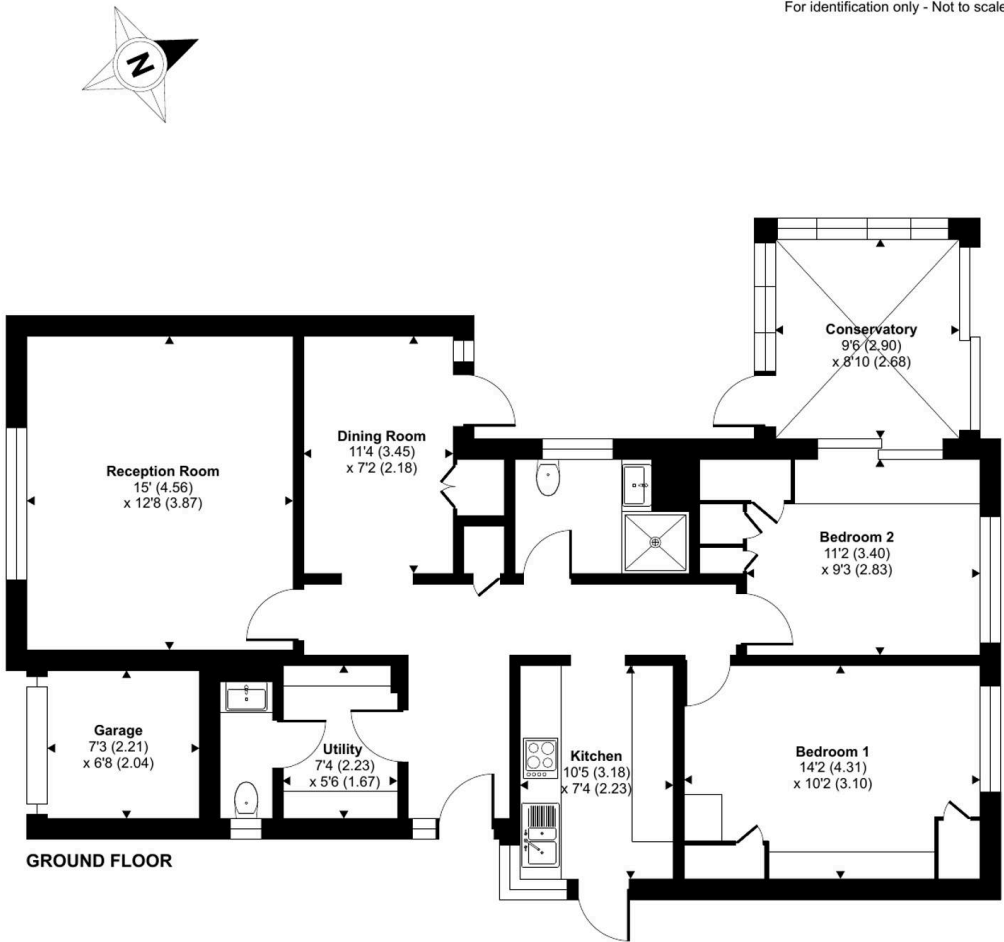 For identification only - Not to scale
N
Conservatory
9'6 (2.90)
x 8'10 (2.68)
Dining Room
11'4 (3.45)
x 7'2 (2.18)
Reception Room
15' (4.56)
x 12'8 (3.87)
Bedroom 2
11'2 (3.40)
x 9'3 (2.83)
Garage
7'3 (2.21)
x 6'8 (2.04)
Utility
7'4 (2.23)
x 5'6 (1.67)
Kitchen
10'5 (3.18)
x 7'4 (2.23)
Bedroom 1
14'2 (4.31)
x 10'2 (3.10)
GROUND FLOOR